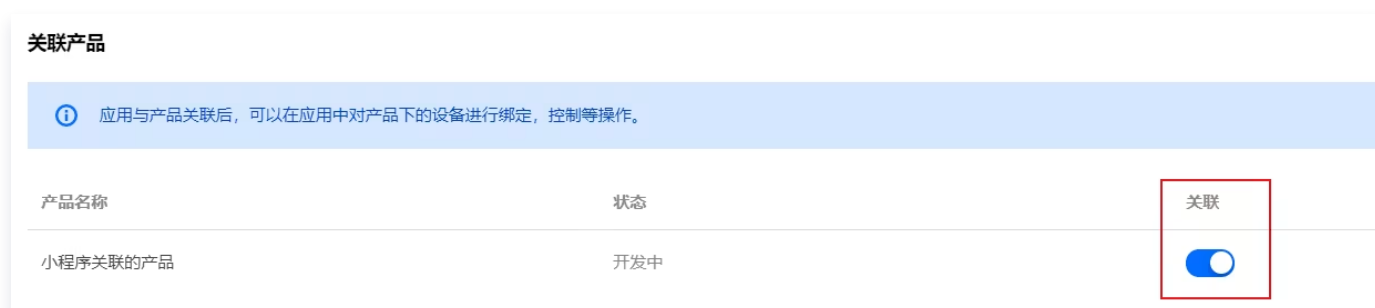 关联产品
应用与产品关联后，可以在应用中对产品下的设备进行绑定，控制等操作。
产品名称 状态 关联
小程序关联的产品 开发中